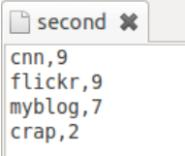 second
cnn,9
flickr,9
myblog,7
crap,2